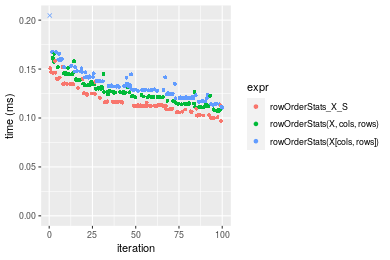 0.20
0.15
0.10
0.05
0.00
time (ms)
0
25
50
75
100
iteration
expr
rowOrderStats_X_S
rowOrderStats(X, cols, rows)
rowOrderStats(X[cols, rows])